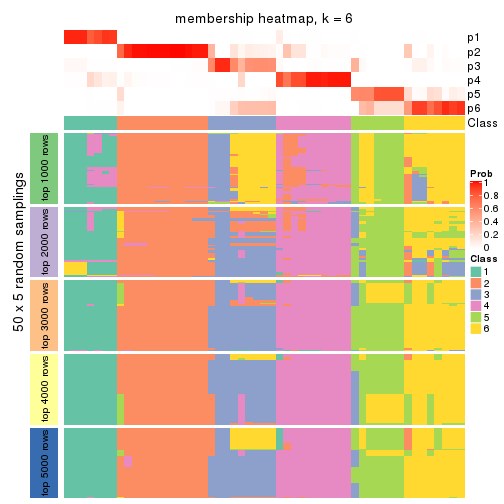 membership heatmap, k = 6
p1
p2
p3
p4
p5
p6
Class
50 x 5 random samplings
top 1000 rows
top 2000 rows
top 3000 rows
top 4000 rows
top 5000 rows
Prob
1
0.8
0.6
0.4
0.2
0
Class
1
2
3
4
5
6